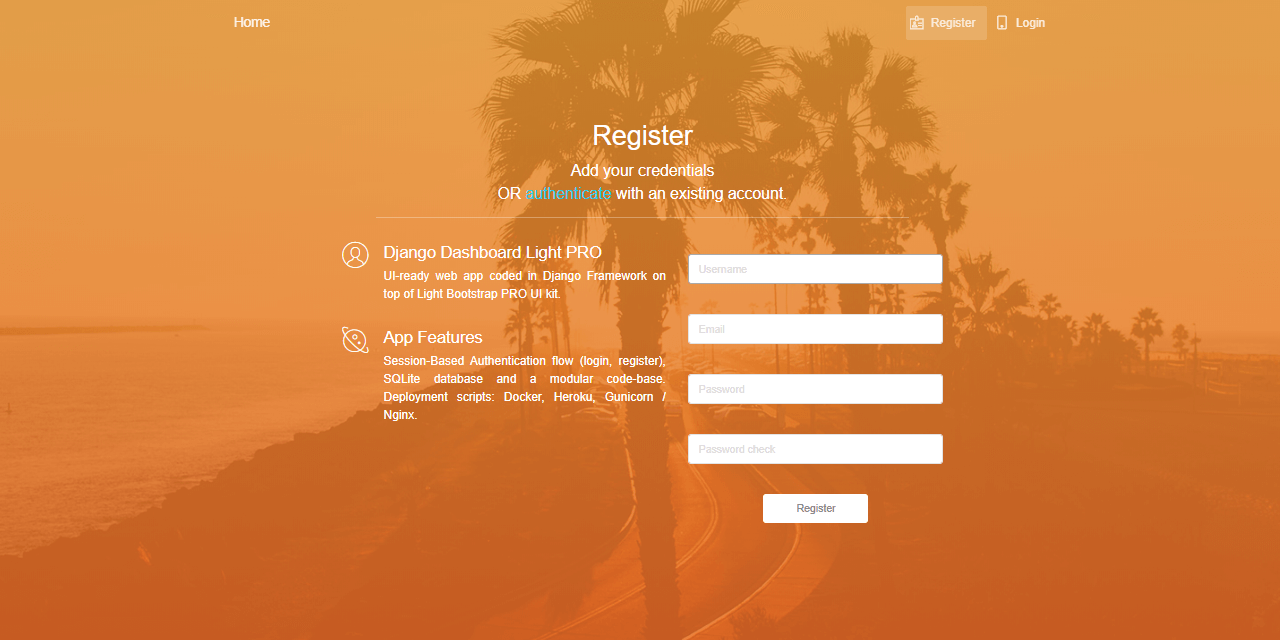 Home
Register
Login
Register
Add your credentials
OR authenticate with an existing account.
Django Dashboard Light PRO
UI-ready web app coded in Django Framework on
top of Light Bootstrap PRO UI kit.
App Features
Session-Based Authentication flow (login, register),
SQLite database and a modular code-base.
Deployment scripts: Docker, Heroku, Gunicorn /
Nginx.
Username
Email
Password
Password check
Register